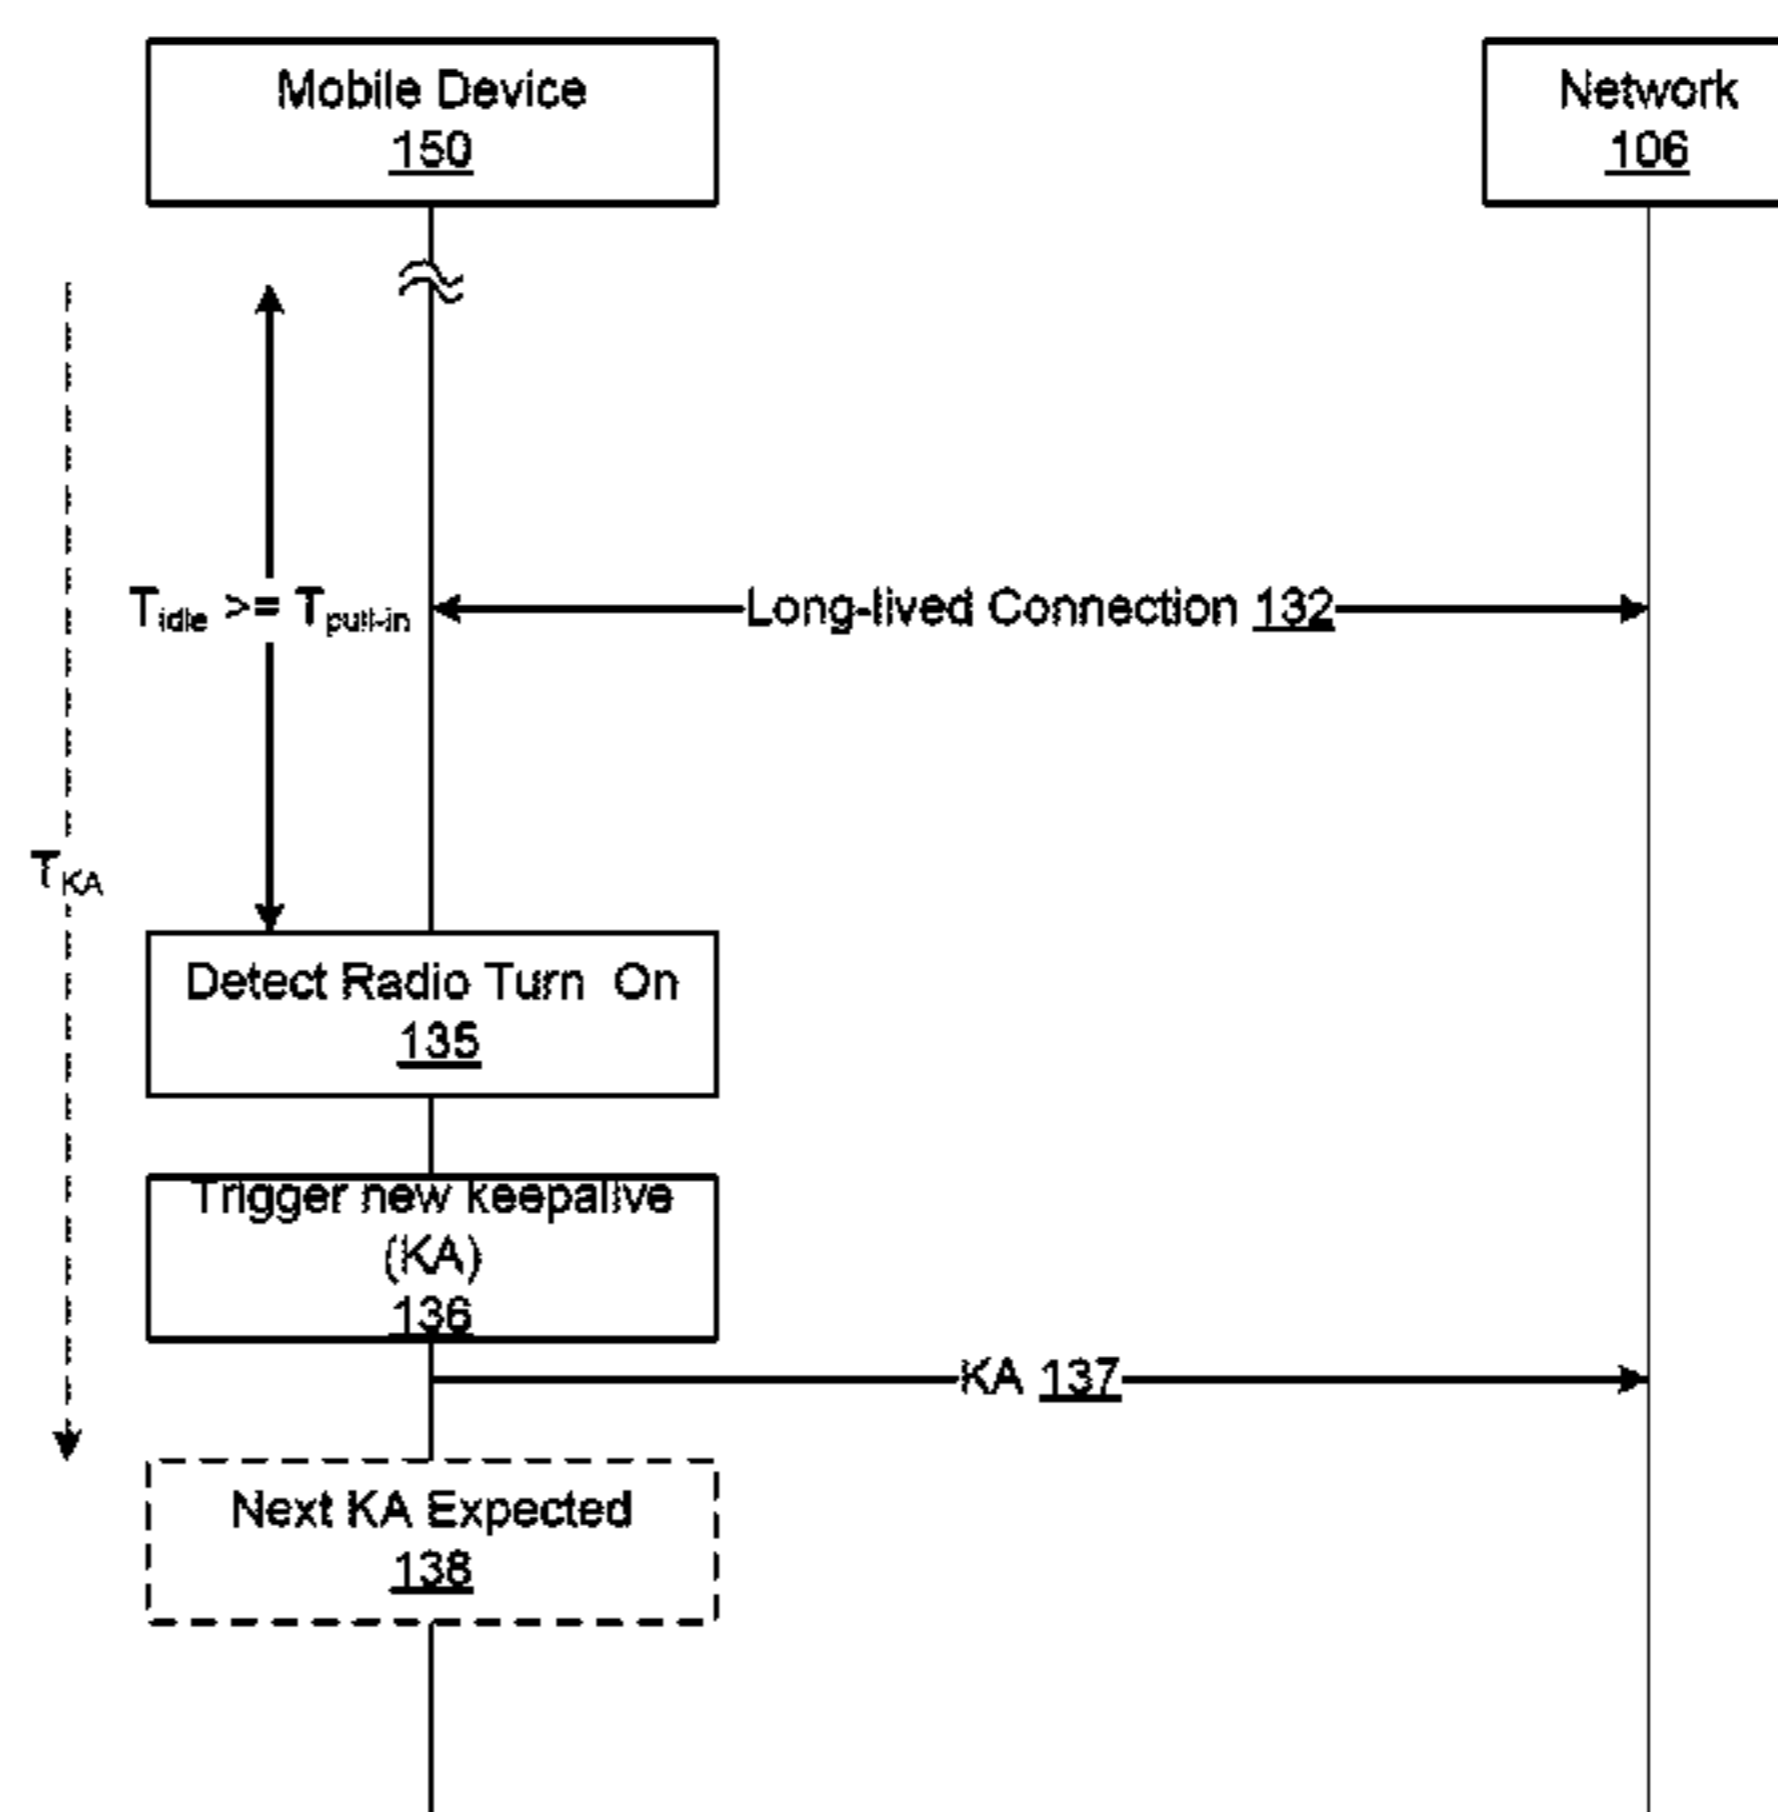 Mobile Device
150
Network
106
Tidle >= Tpull-in
Long-lived Connection 132
TKA
Detect Radio Turn On
135
Trigger new keepalive
(KA)
136
KA 137
Next KA Expected
138